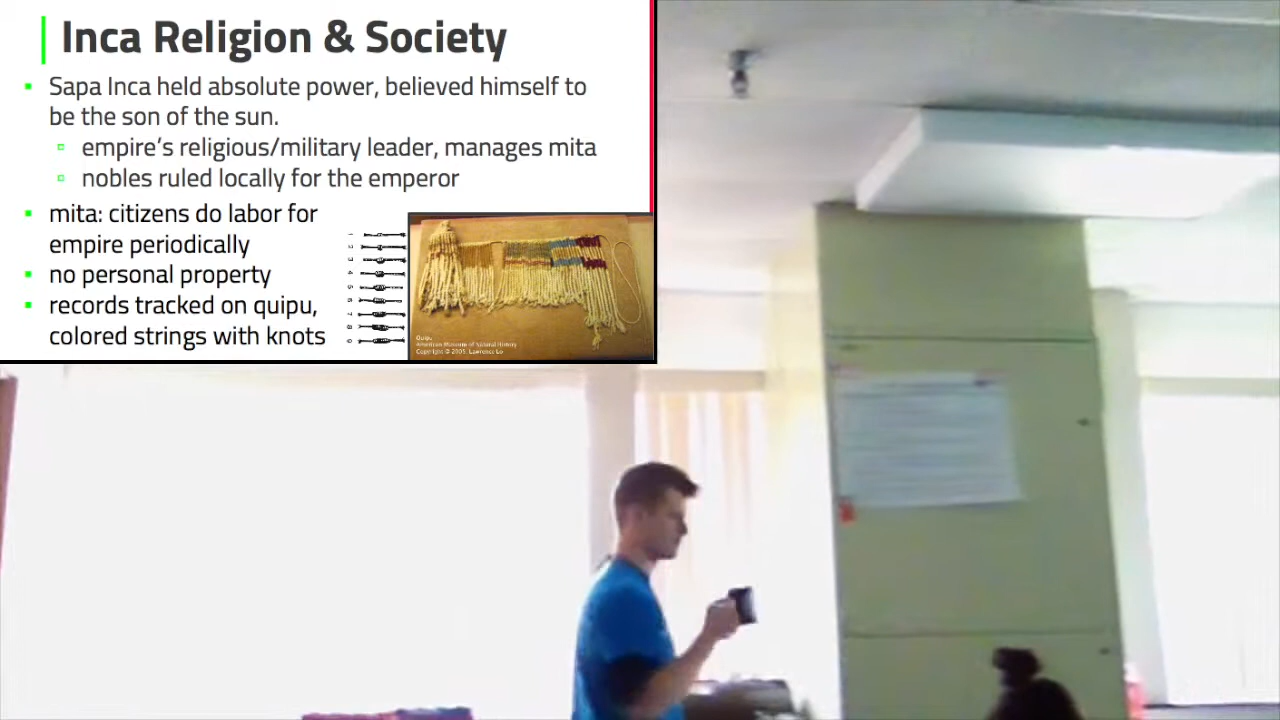 Inca Religion & Society
Sapa Inca held absolute power, believed himself to
be the son of the sun.
empire's religious/military leader, manages mita
nobles ruled locally for the emperor
mita: citizens do labor for
empire periodically
no personal property
records tracked on quipu,
colored strings with knots
Quipu
American Museum of Natural History
Copyright © 2005, Lawrence Lo